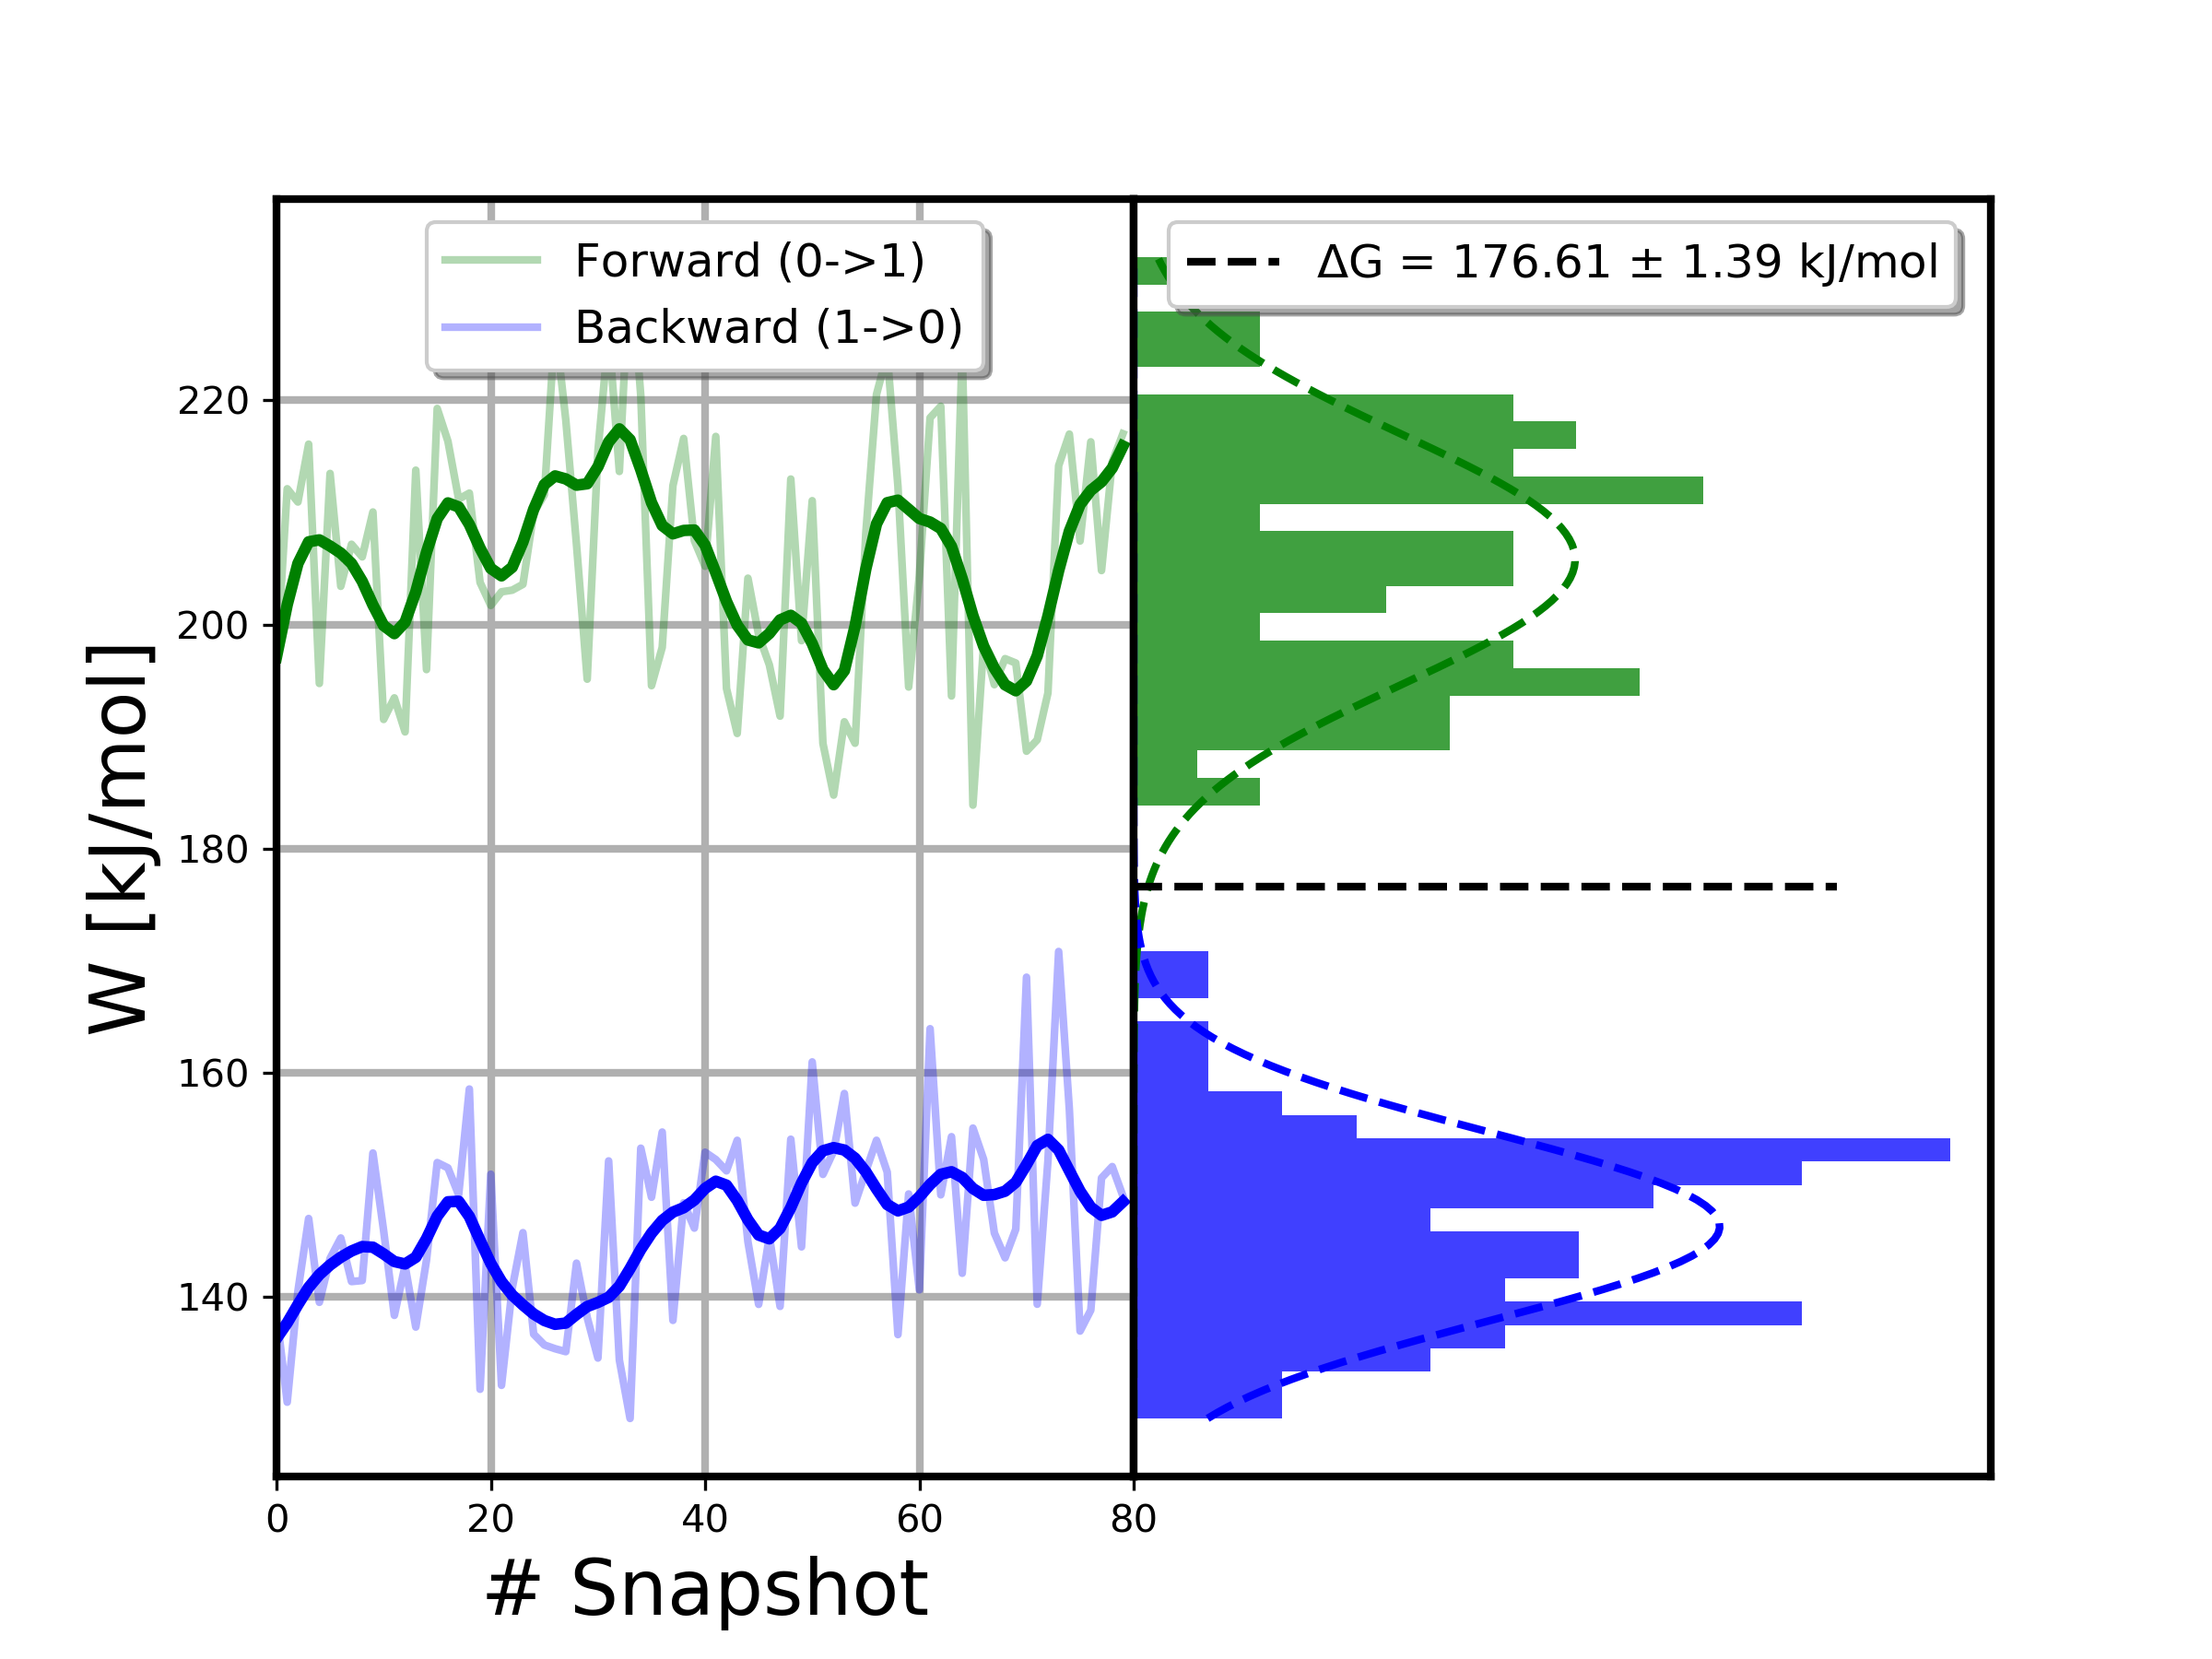 Forward (0->1)
Backward (1->0)
ΔG = 176.61 ± 1.39 kJ/mol
220
200
180
160
140
W [kJ/mol]
0 20 40 60 80
# Snapshot